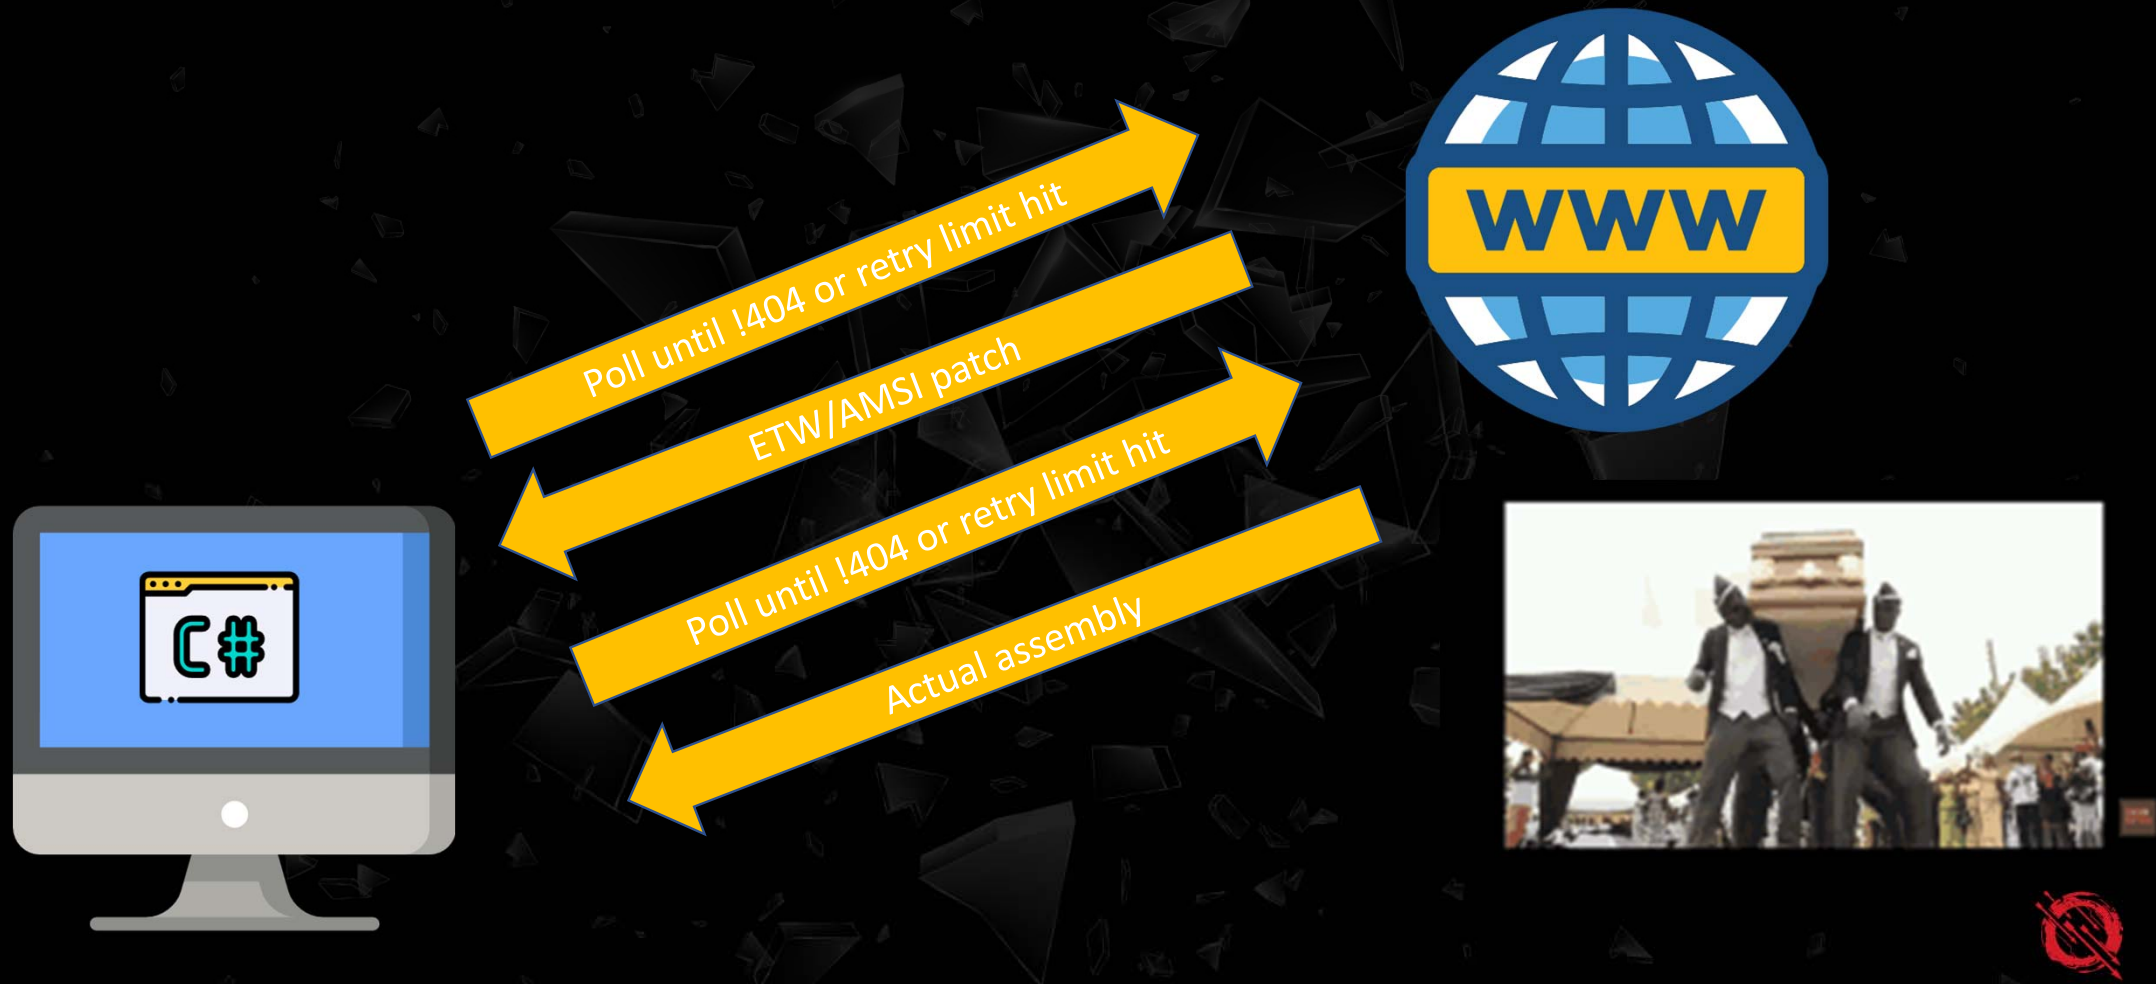 WWW
Poll until !404 or retry limit hit
ETW/AMSI patch
Poll until !404 or retry limit hit
Actual assembly
C#